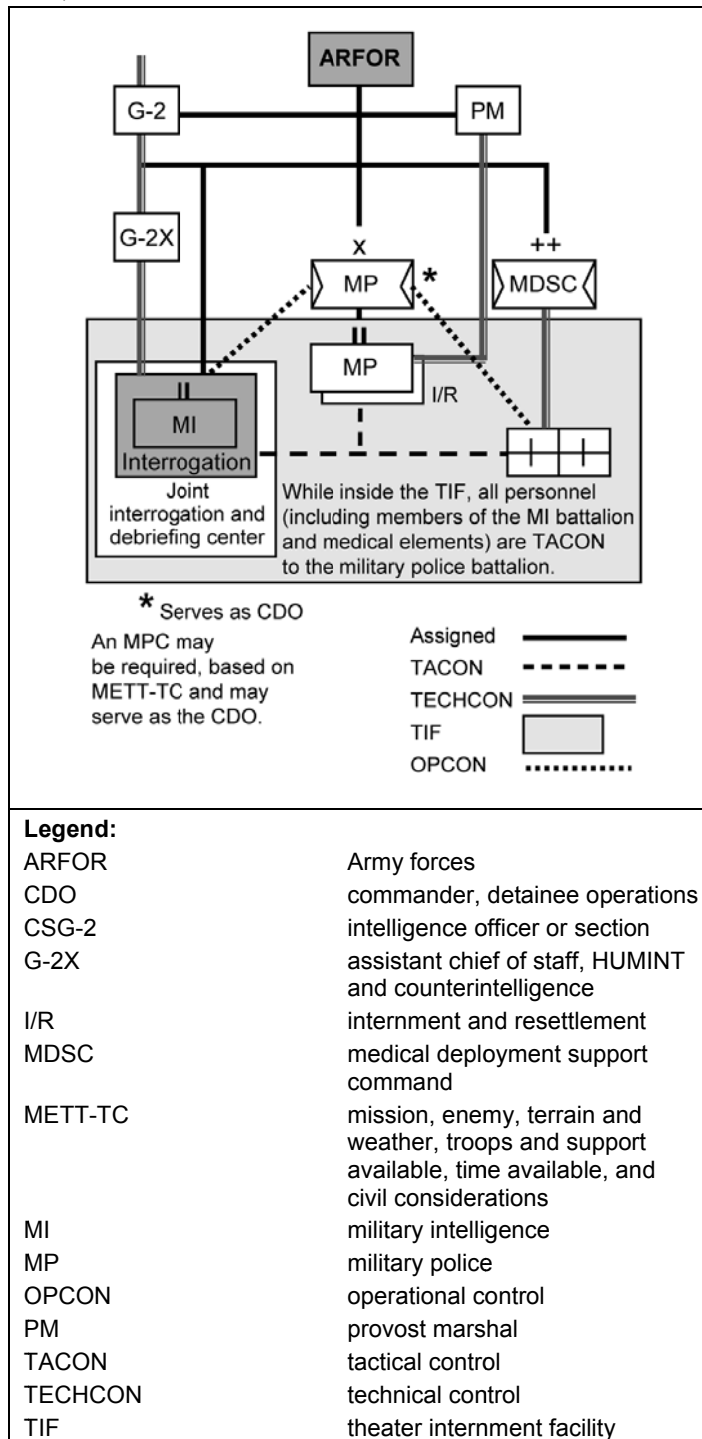 ARFOR
G-2
PM
G-2X
X
++
MP
*
MDSC
II
MP
I/R
II
MI
Interrogation
Joint
interrogation and
debriefing center
While inside the TIF, all personnel
(including members of the MI battalion
and medical elements) are TACON
to the military police battalion.
* Serves as CDO
An MPC may
be required, based on
METT-TC and may
serve as the CDO.
Assigned
TACON
TECHCON
TIF
OPCON
Legend:
ARFOR Army forces
CDO commander, detainee operations
CSG-2 intelligence officer or section
G-2X assistant chief of staff, HUMINT
and counterintelligence
I/R internment and resettlement
MDSC medical deployment support
command
METT-TC mission, enemy, terrain and
weather, troops and support
available, time available, and
civil considerations
MI military intelligence
MP military police
OPCON operational control
PM provost marshal
TACON tactical control
TECHCON technical control
TIF theater internment facility